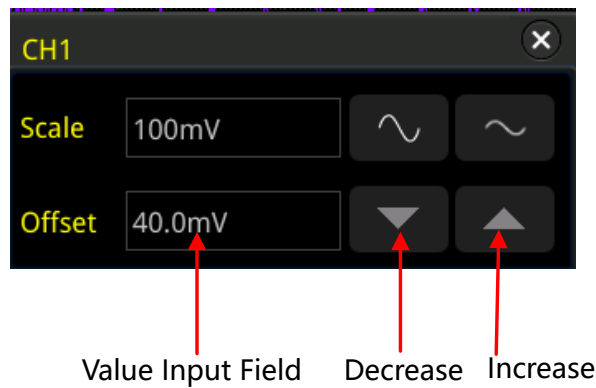 CH1
Scale 100mV
Offset 40.0mV
Value Input Field Decrease Increase